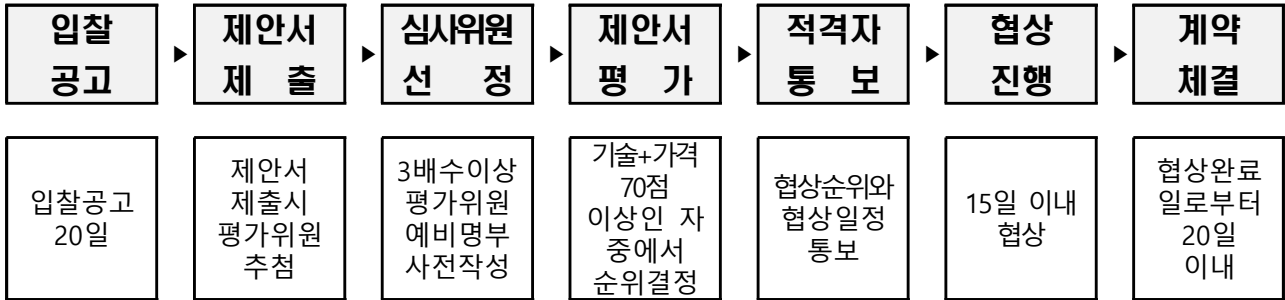 입찰
공고
▶
제안서
제 출
▶
심사위원
선 정
▶
제안서
평 가
▶
적격자
통 보
▶
협상
진행
▶
계약
체결
입찰공고
20일
제안서
제출시
평가위원
추첨
3배수이상
평가위원
예비명부
사전작성
기술+가격
70점
이상인 자
중에서
순위결정
협상순위와
협상일정
통보
15일 이내
협상
협상완료
일로부터
20일
이내